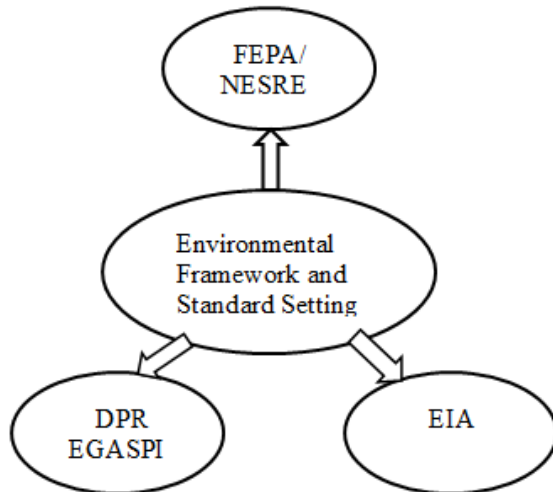 FEPA/
NESRE
Environmental
Framework and
Standard Setting
DPR
EGASPI
EIA